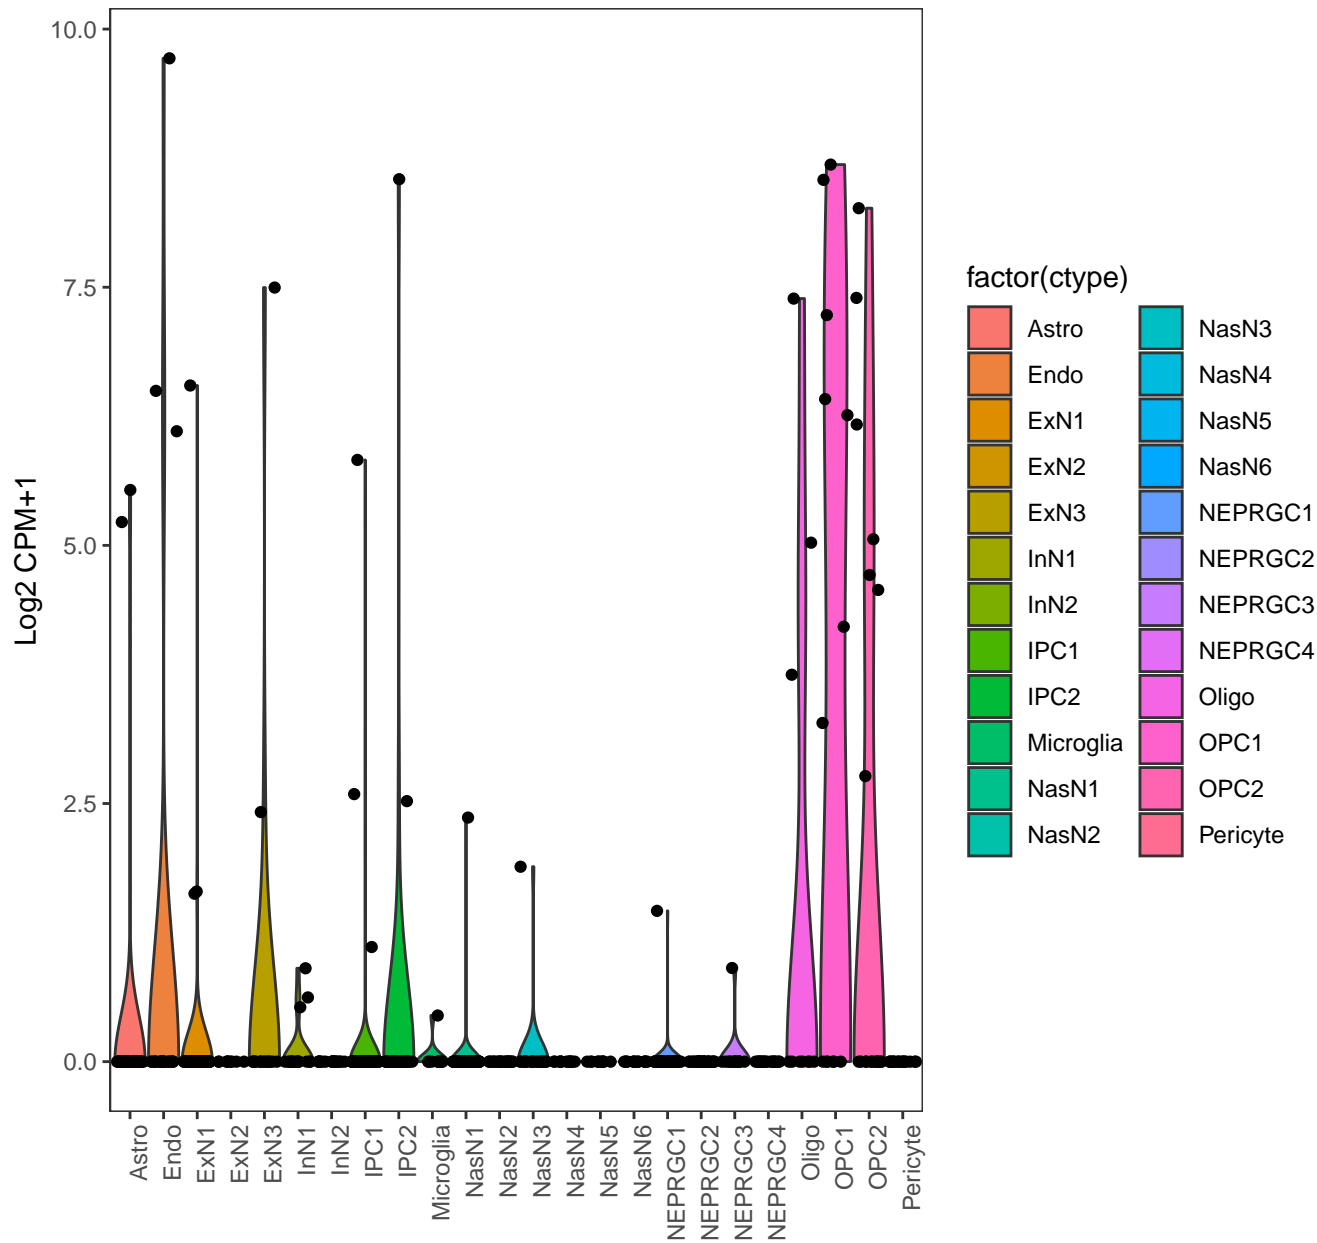 10.0
7.5
5.0
2.5
0.0
Log2 CPM+1
Astro
Endo
ExN1
ExN2
ExN3
InN1
InN2
IPC1
IPC2
Microglia
NasN1
NasN2
NasN3
NasN4
NasN5
NasN6
NEPRGC1
NEPRGC2
NEPRGC3
NEPRGC4
Oligo
OPC1
OPC2
Pericyte
factor(ctype)
Astro
Endo
ExN1
ExN2
ExN3
InN1
InN2
IPC1
IPC2
Microglia
NasN1
NasN2
NasN3
NasN4
NasN5
NasN6
NEPRGC1
NEPRGC2
NEPRGC3
NEPRGC4
Oligo
OPC1
OPC2
Pericyte